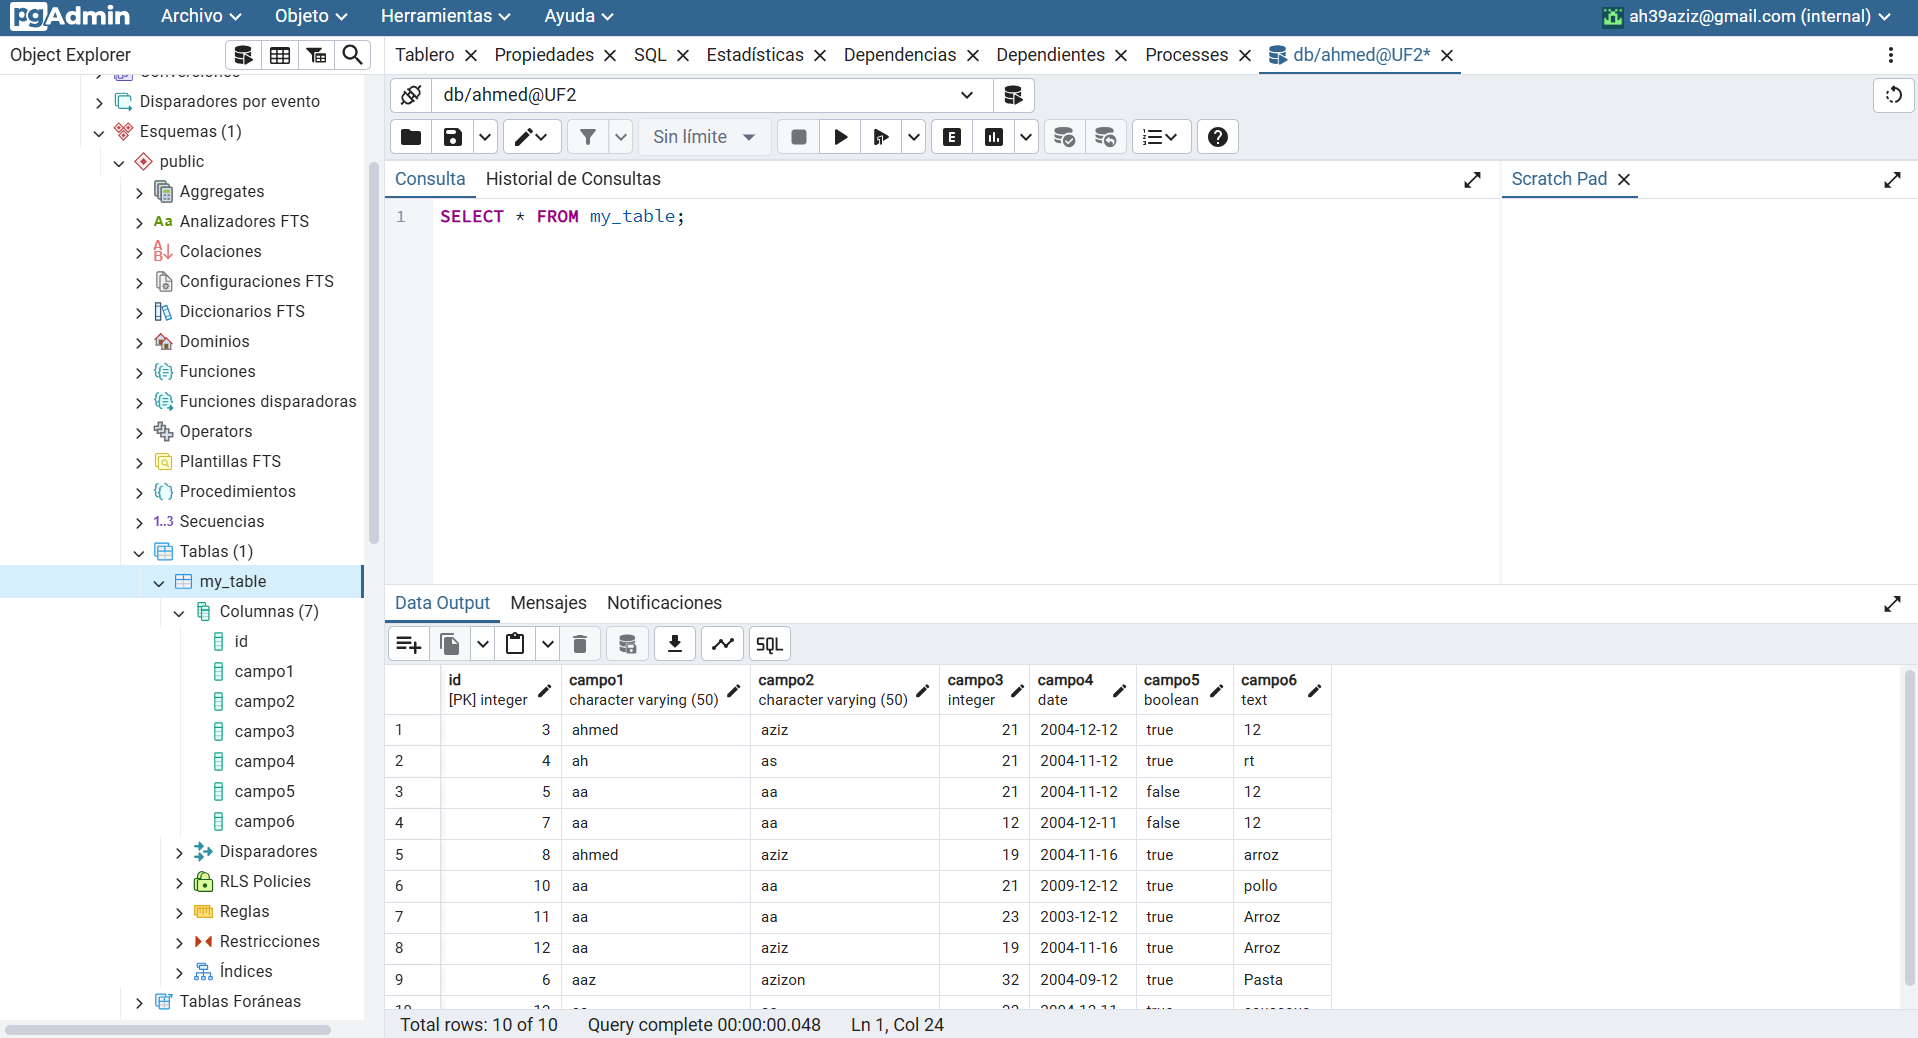 pgAdmin Archivo Objeto Herramientas Ayuda ah39aziz@gmail.com (internal)
Object Explorer
Tablero Propiedades SQL Estadísticas Dependencias Dependientes Processes db/ahmed@UF2*
db/ahmed@UF2
Sin límite
E
Conversiones
Disparadores por evento
Esquemas (1)
public
Aggregates
Aa Analizadores FTS
Colaciones
Configuraciones FTS
Diccionarios FTS
Dominios
Funciones
Funciones disparadoras
Operators
Plantillas FTS
Procedimientos
1..3 Secuencias
Tablas (1)
my_table
Columnas (7)
id
campo1
campo2
campo3
campo4
campo5
campo6
Disparadores
RLS Policies
Reglas
Restricciones
Índices
Tablas Foráneas
Consulta Historial de Consultas
Scratch Pad
1 SELECT * FROM my_table;
Data Output Mensajes Notificaciones
SQL
id campo1 campo2 campo3 campo4 campo5 campo6
[PK] integer character varying (50) character varying (50) integer date boolean text
1 3 ahmed aziz 21 2004-12-12 true 12
2 4 ah as 21 2004-11-12 true rt
3 5 aa aa 21 2004-11-12 false 12
4 7 aa aa 12 2004-12-11 false 12
5 8 ahmed aziz 19 2004-11-16 true arroz
6 10 aa aa 21 2009-12-12 true pollo
7 11 aa aa 23 2003-12-12 true Arroz
8 12 aa aziz 19 2004-11-16 true Arroz
9 6 aaz azizon 32 2004-09-12 true Pasta
Total rows: 10 of 10 Query complete 00:00:00.048 Ln 1, Col 24